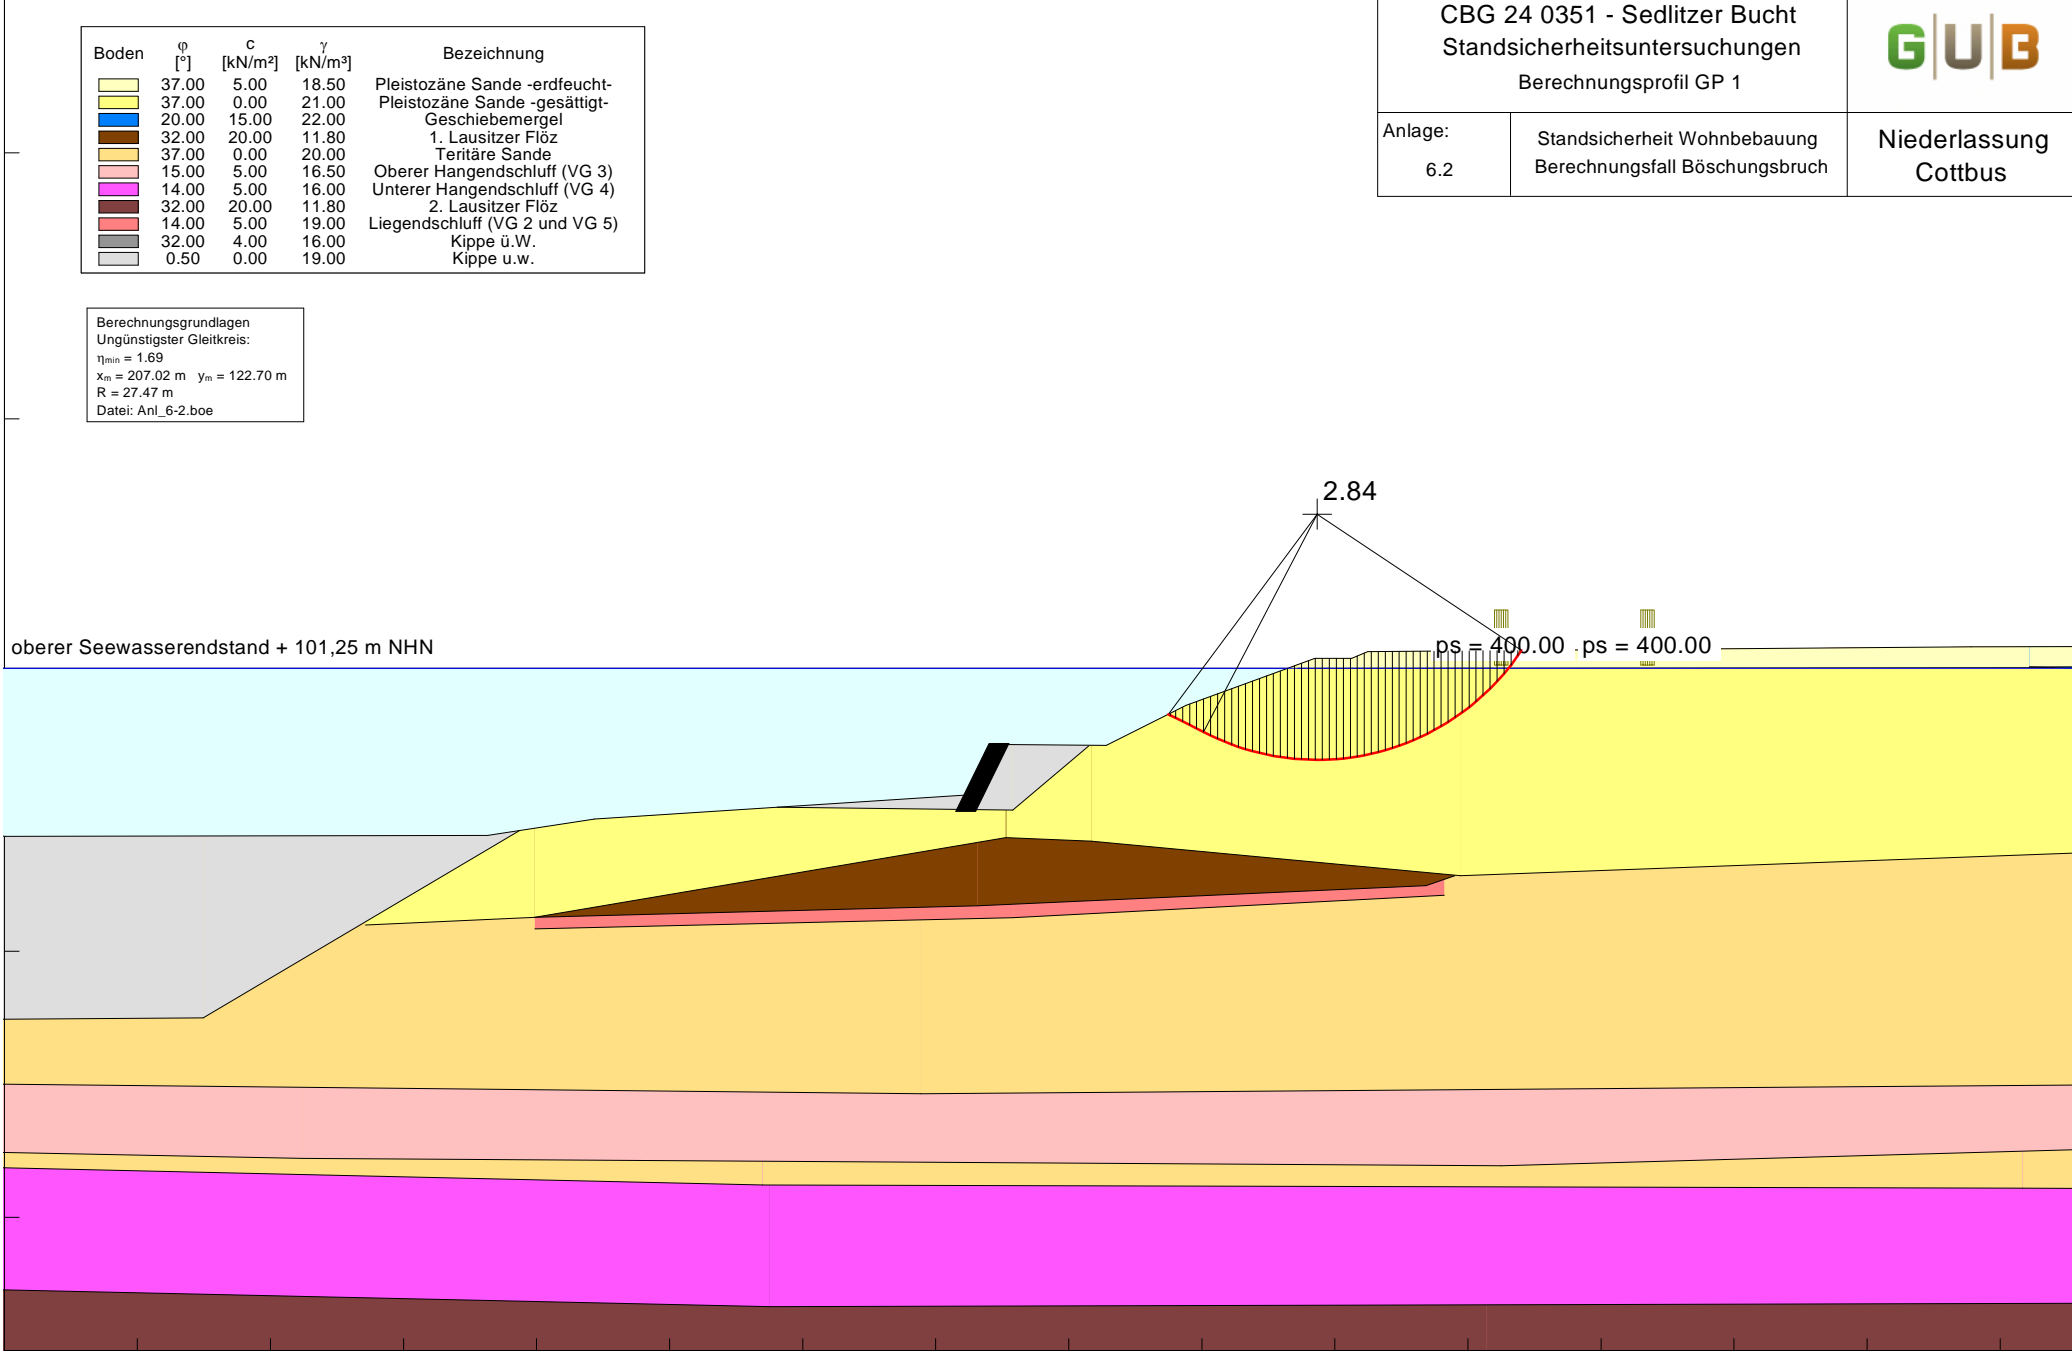 CBG 24 0351 - Sedlitzer Bucht
Standsicherheitsuntersuchungen
Berechnungsprofil GP 1
G|U|B
Anlage:
6.2
Standsicherheit Wohnbebauung
Berechnungsfall Böschungsbruch
Niederlassung
Cottbus
Boden φ [°] c [kN/m²] γ [kN/m³] Bezeichnung
37.00 5.00 18.50 Pleistozäne Sande -erdfeucht-
37.00 0.00 21.00 Pleistozäne Sande -gesättigt-
20.00 15.00 22.00 Geschiebemergel
32.00 20.00 11.80 1. Lausitzer Flöz
37.00 0.00 20.00 Teritäre Sande
15.00 5.00 16.50 Oberer Hangendschluff (VG 3)
14.00 5.00 16.00 Unterer Hangendschluff (VG 4)
32.00 20.00 11.80 2. Lausitzer Flöz
14.00 5.00 19.00 Liegendschluff (VG 2 und VG 5)
32.00 4.00 16.00 Kippe ü.W.
0.50 0.00 19.00 Kippe u.w.
Berechnungsgrundlagen
Ungünstigster Gleitkreis:
ηmin = 1.69
xm = 207.02 m ym = 122.70 m
R = 27.47 m
Datei: Anl_6-2.boe
2.84
oberer Seewasserendstand + 101,25 m NHN
ps = 400.00 ps = 400.00